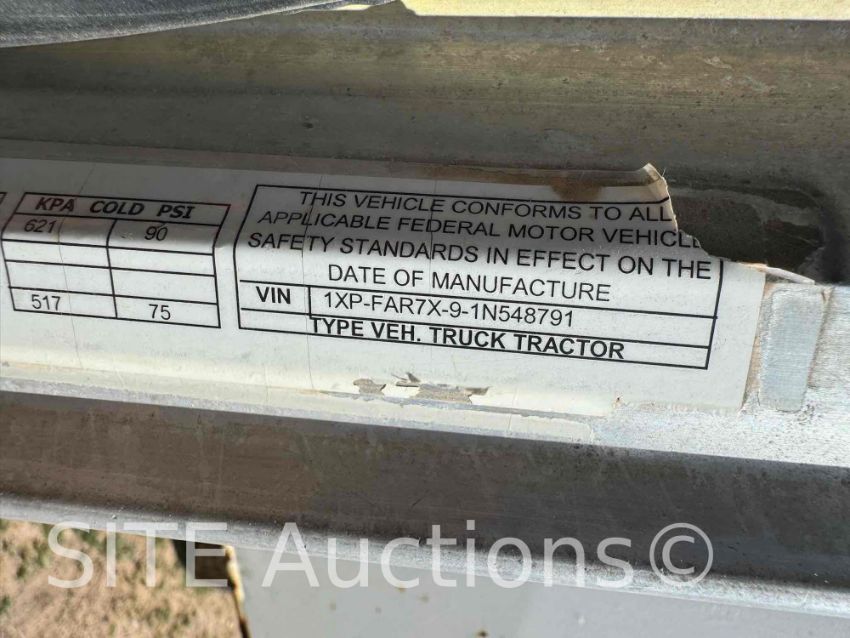 KPA COLD PSI
621 90
517 75
THIS VEHICLE CONFORMS TO ALL
APPLICABLE FEDERAL MOTOR VEHICLE
SAFETY STANDARDS IN EFFECT ON THE
DATE OF MANUFACTURE
VIN 1XP-FAR7X-9-1N548791
TYPE VEH. TRUCK TRACTOR
SITE Auctions©